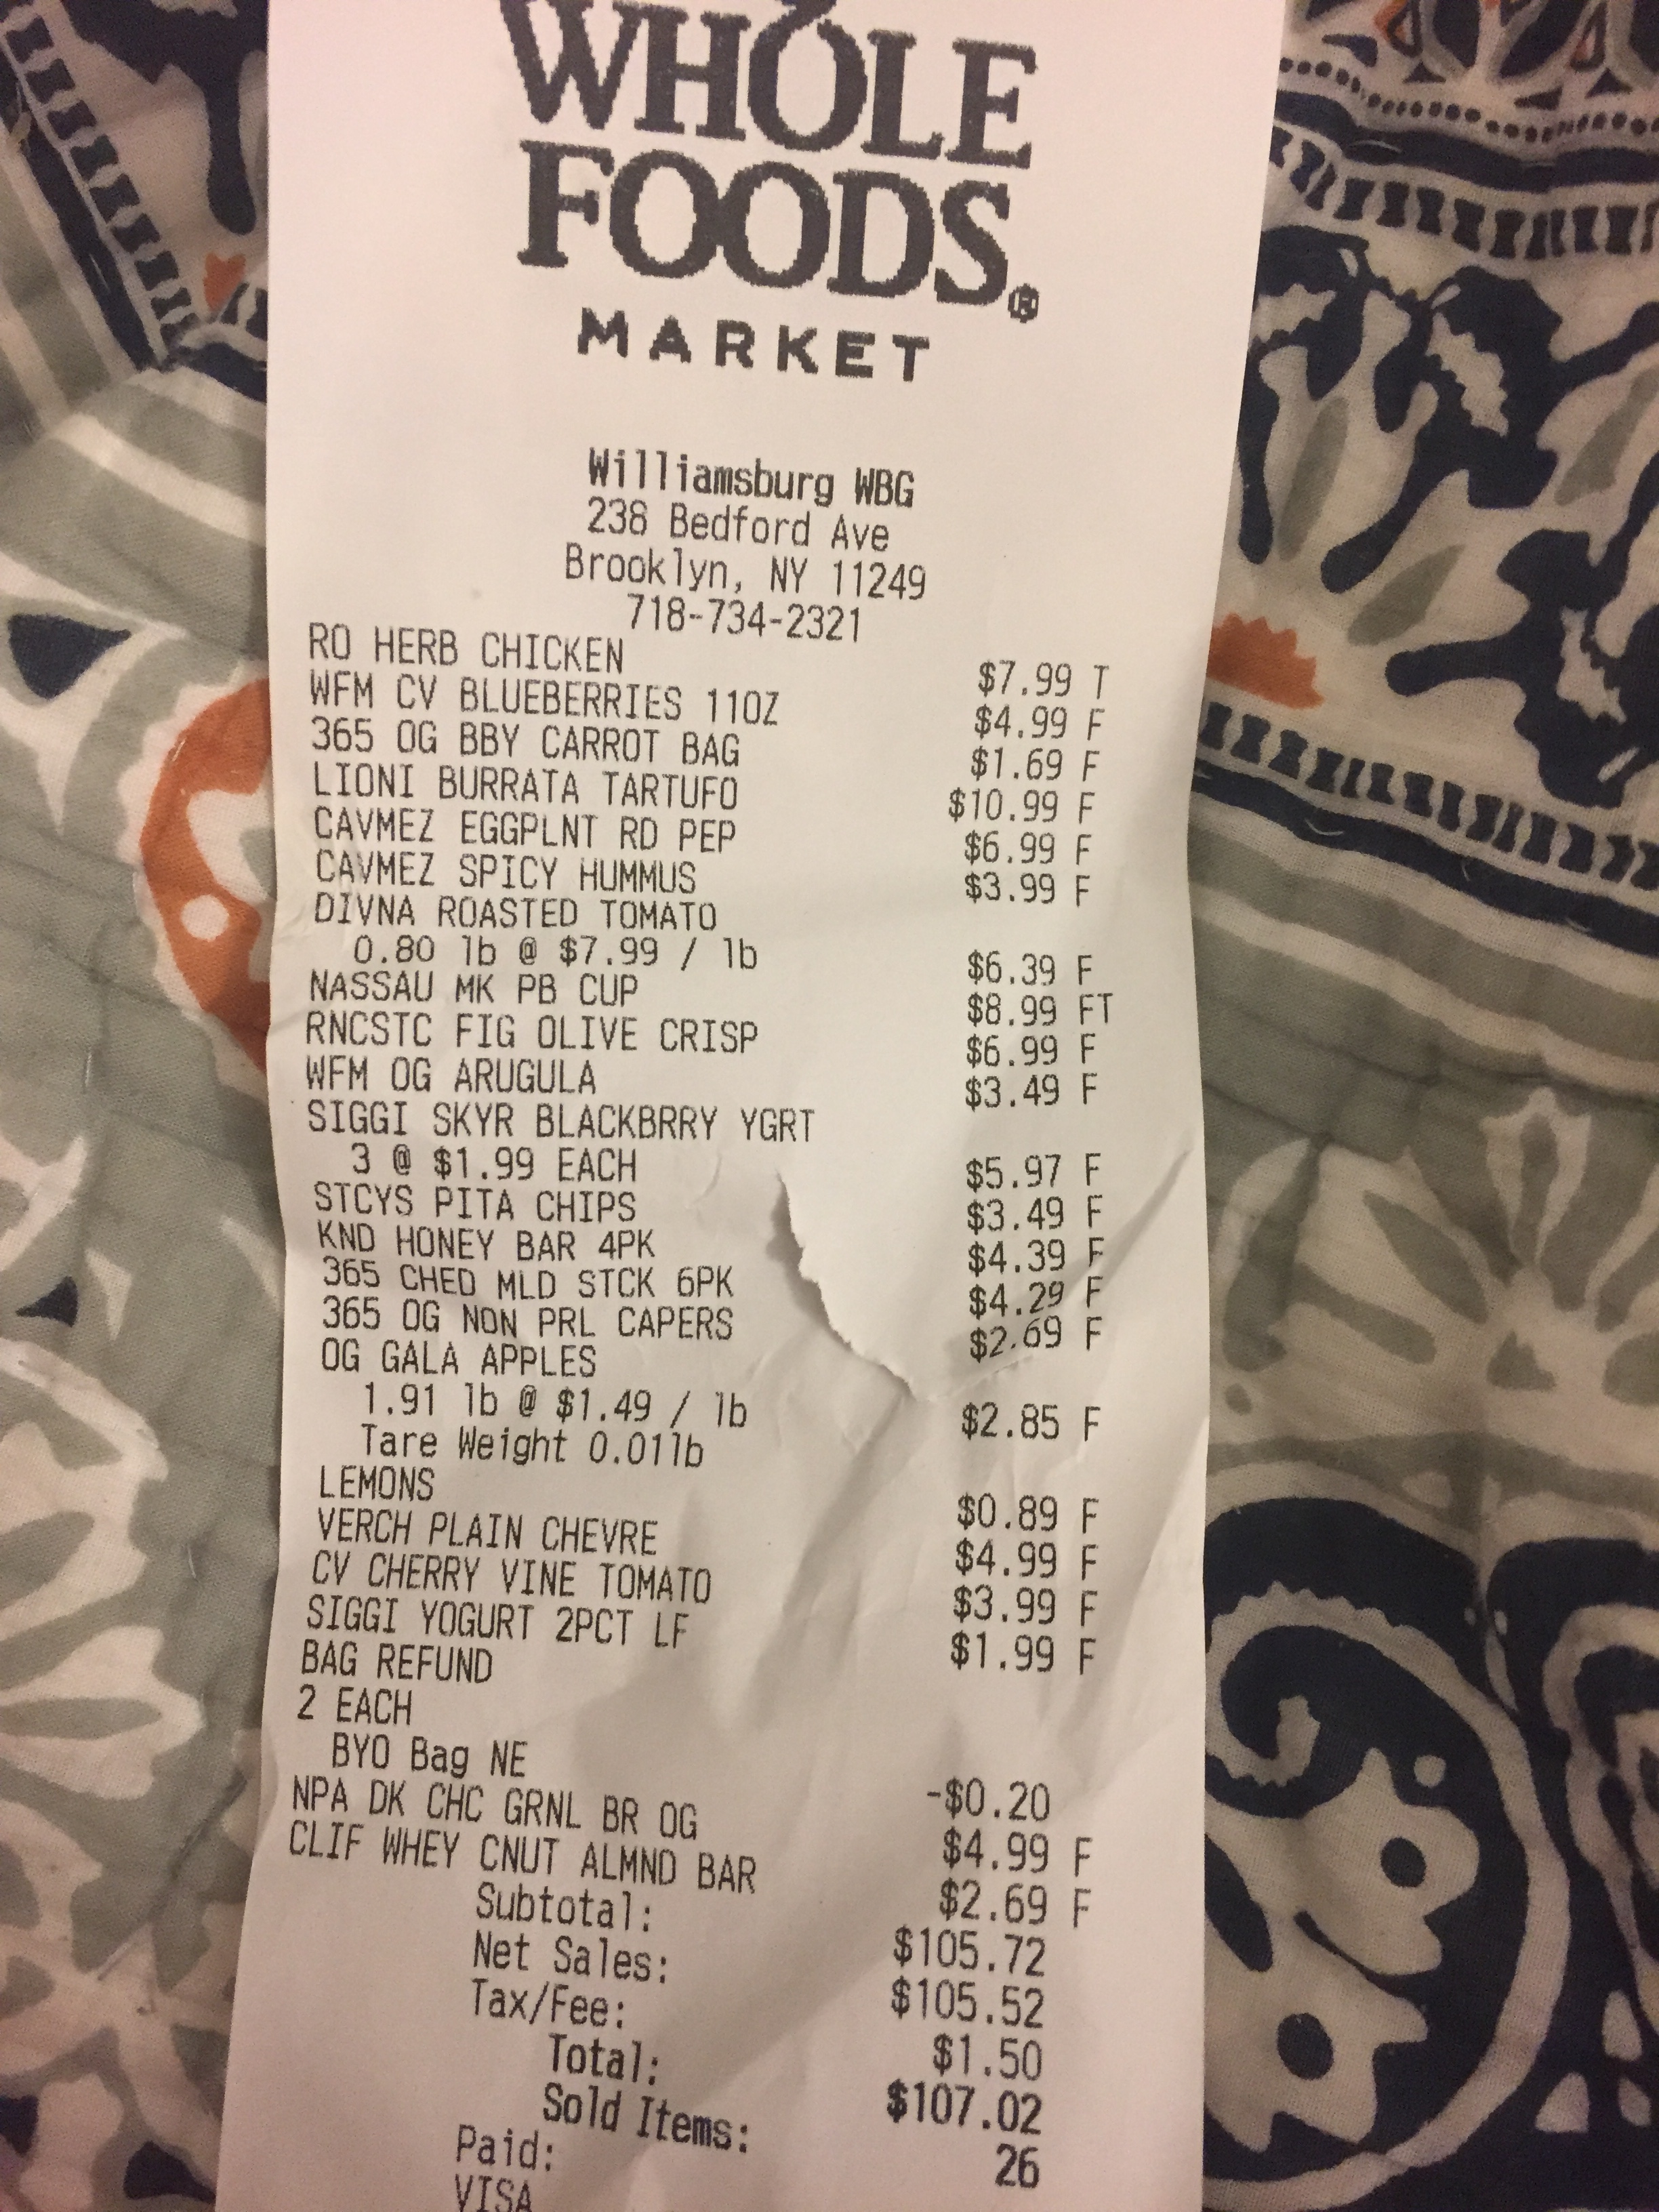 WHOLE
FOODS®
MARKET
Williamsburg WBG
238 Bedford Ave
Brooklyn, NY 11249
718-734-2321
RO HERB CHICKEN $7.99 T
WFM CV BLUEBERRIES 11OZ $4.99 F
365 OG BBY CARROT BAG $1.69 F
LIONI BURRATA TARTUFO $10.99 F
CAVMEZ EGGPLNT RD PEP $6.99 F
CAVMEZ SPICY HUMMUS $3.99 F
DIVNA ROASTED TOMATO
0.80 lb @ $7.99 / lb $6.39 F
NASSAU MK PB CUP $8.99 FT
RNCSTC FIG OLIVE CRISP $6.99 F
WFM OG ARUGULA $3.49 F
SIGGI SKYR BLACKBRRY YGRT
3 @ $1.99 EACH $5.97 F
STCYS PITA CHIPS $3.49 F
KND HONEY BAR 4PK $4.39 F
365 CHED MLD STCK 6PK $4.29 F
365 OG NON PRL CAPERS $2.69 F
OG GALA APPLES
1.91 lb @ $1.49 / lb $2.85 F
Tare Weight 0.01lb
LEMONS $0.89 F
VERCH PLAIN CHEVRE $4.99 F
CV CHERRY VINE TOMATO $3.99 F
SIGGI YOGURT 2PCT LF $1.99 F
BAG REFUND
2 EACH
BYO Bag NE -$0.20
NPA DK CHC GRNL BR OG $4.99 F
CLIF WHEY CNUT ALMND BAR $2.69 F
Subtotal: $105.72
Net Sales: $105.52
Tax/Fee: $1.50
Total: $107.02
Sold Items: 26
Paid:
VISA